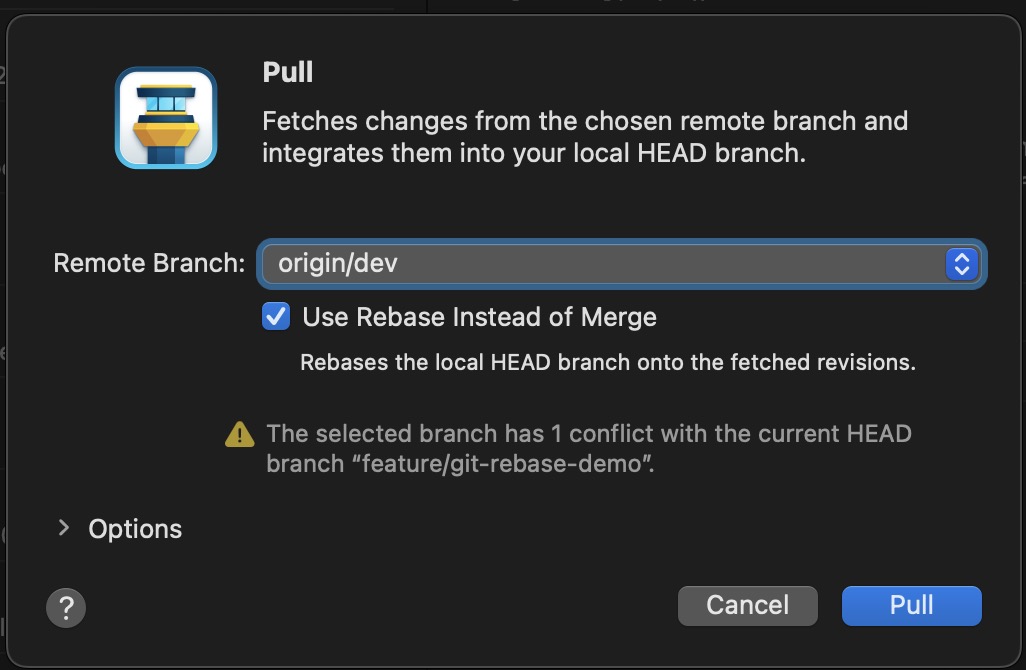 Pull
Fetches changes from the chosen remote branch and
integrates them into your local HEAD branch.
Remote Branch: origin/dev
Use Rebase Instead of Merge
Rebases the local HEAD branch onto the fetched revisions.
The selected branch has 1 conflict with the current HEAD
branch “feature/git-rebase-demo”.
Options
? Cancel Pull